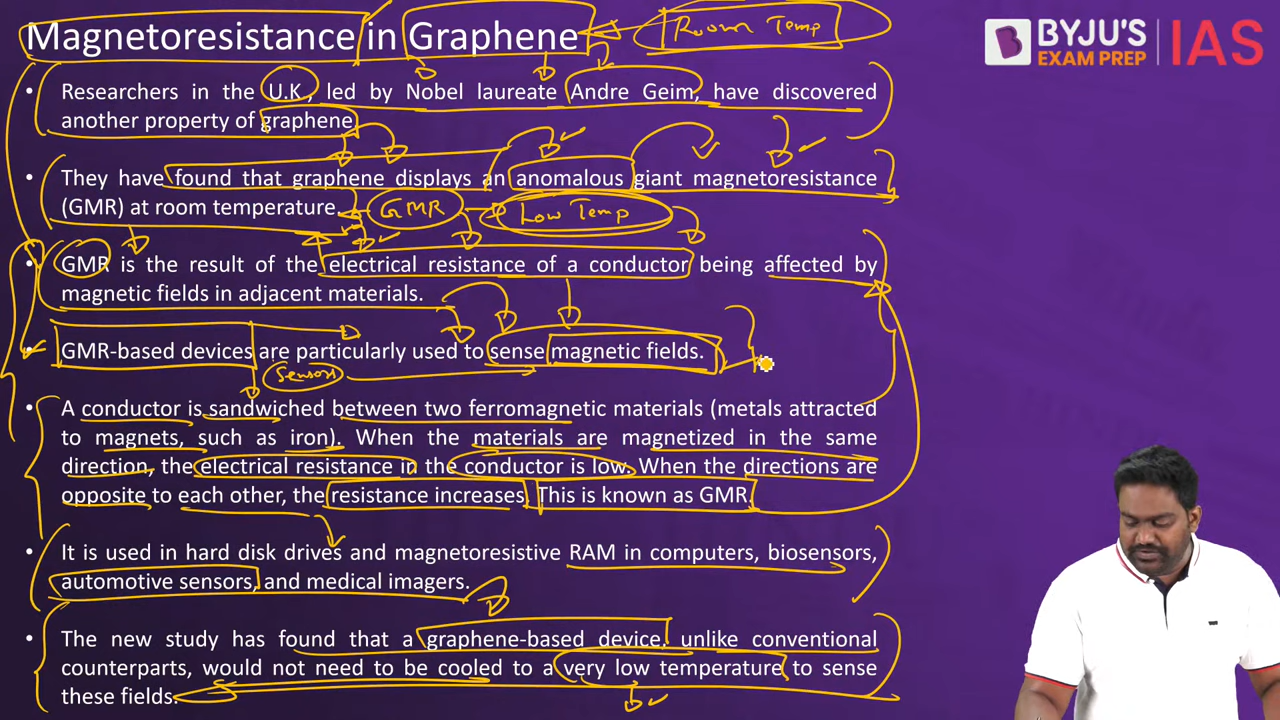 Magnetoresistance in Graphene
Room Temp
BYJU'S
EXAM PREP
IAS
• Researchers in the U.K., led by Nobel laureate Andre Geim, have discovered
another property of graphene
• They have found that graphene displays an anomalous giant magnetoresistance
(GMR) at room temperature.
GMR
Low Temp
• GMR is the result of the electrical resistance of a conductor being affected by
magnetic fields in adjacent materials.
• GMR-based devices are particularly used to sense magnetic fields.
Sensors
• A conductor is sandwiched between two ferromagnetic materials (metals attracted
to magnets, such as iron). When the materials are magnetized in the same
direction, the electrical resistance in the conductor is low. When the directions are
opposite to each other, the resistance increases. This is known as GMR.
• It is used in hard disk drives and magnetoresistive RAM in computers, biosensors,
automotive sensors, and medical imagers.
• The new study has found that a graphene-based device, unlike conventional
counterparts, would not need to be cooled to a very low temperature to sense
these fields.